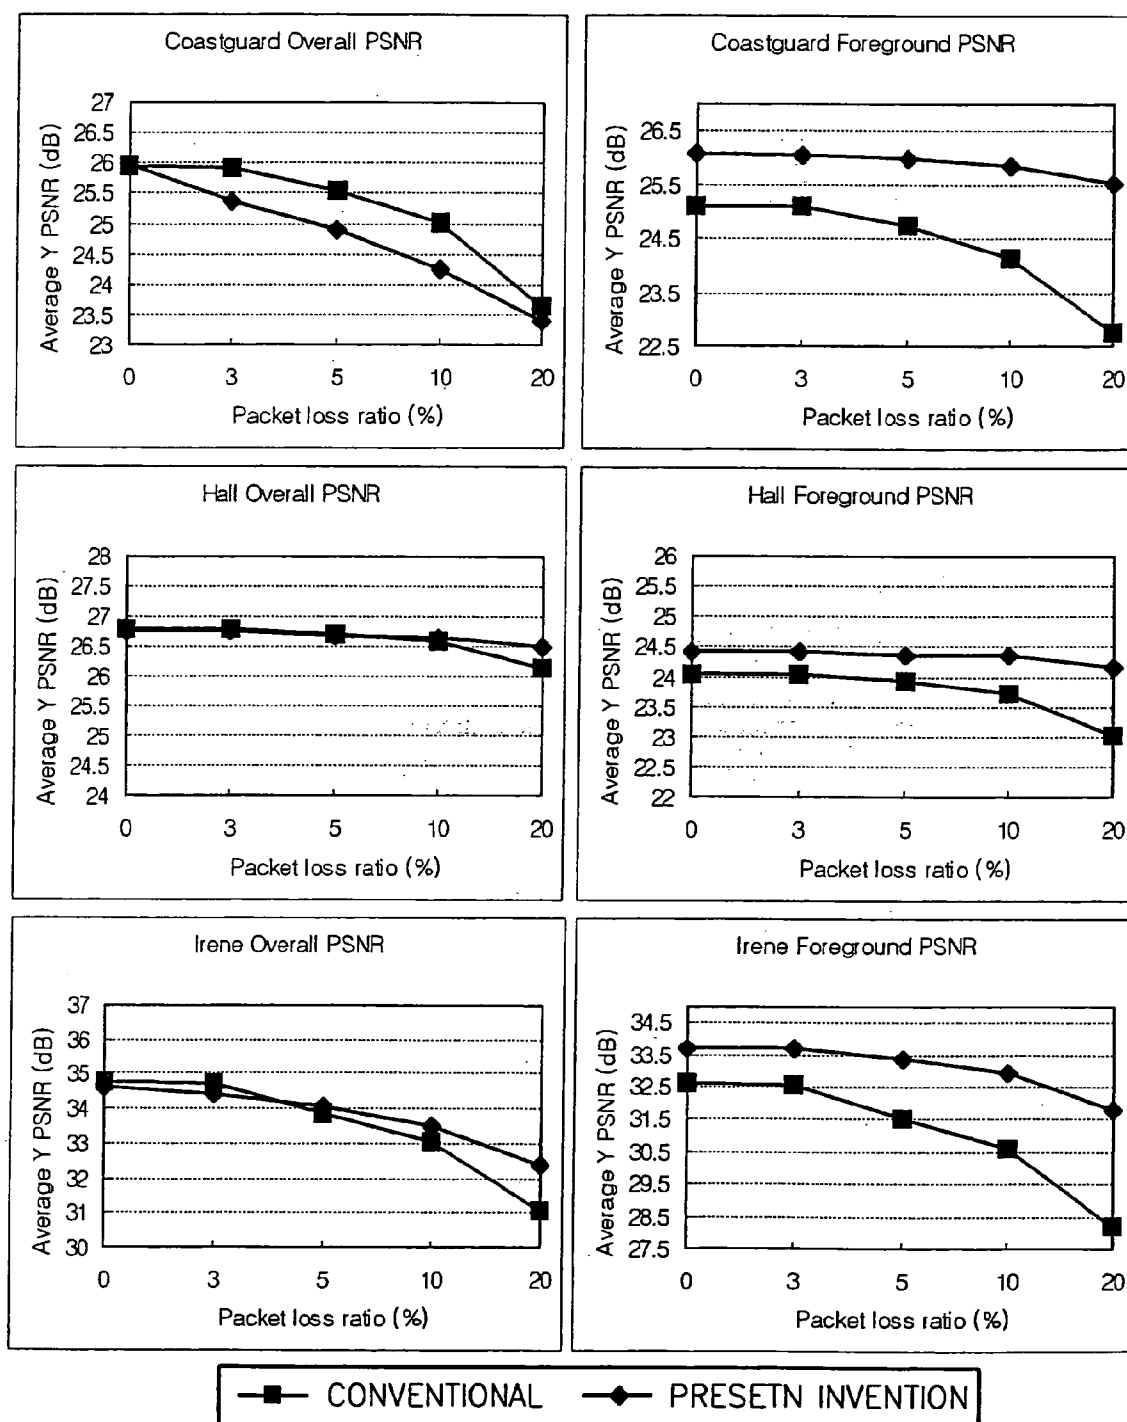 Coastguard Overall PSNR
Average Y PSNR (dB)
27
26.5
26
25.5
25
24.5
24
23.5
23
0 3 5 10 20
Packet loss ratio (%)
Coastguard Foreground PSNR
Average Y PSNR (dB)
26.5
25.5
24.5
23.5
22.5
0 3 5 10 20
Packet loss ratio (%)
Hall Overall PSNR
Average Y PSNR (dB)
28
27.5
27
26.5
26
25.5
25
24.5
24
0 3 5 10 20
Packet loss ratio (%)
Hall Foreground PSNR
Average Y PSNR (dB)
26
25.5
25
24.5
24
23.5
23
22.5
22
0 3 5 10 20
Packet loss ratio (%)
Irene Overall PSNR
Average Y PSNR (dB)
37
36
35
34
33
32
31
30
0 3 5 10 20
Packet loss ratio (%)
Irene Foreground PSNR
Average Y PSNR (dB)
34.5
33.5
32.5
31.5
30.5
29.5
28.5
27.5
0 3 5 10 20
Packet loss ratio (%)
CONVENTIONAL PRESETN INVENTION